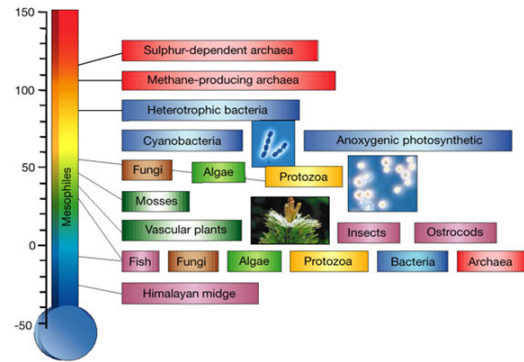 150
Sulphur-dependent archaea
Methane-producing archaea
100
Heterotrophic bacteria
Cyanobacteria
Anoxygenic photosynthetic
50
Fungi
Algae
Protozoa
Mesophiles
Mosses
Vascular plants
Insects
Ostrocods
0
Fish
Fungi
Algae
Protozoa
Bacteria
Archaea
Himalayan midge
-50